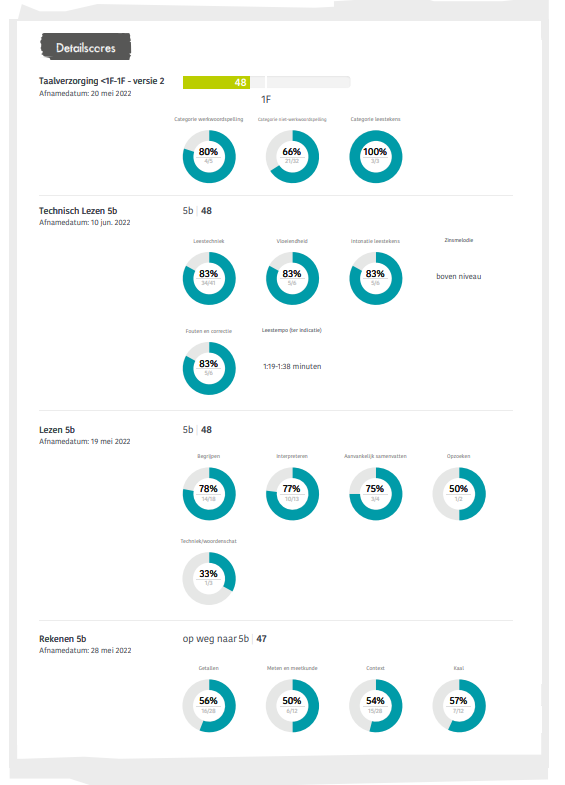 Detailscores
Taalverzorging <1F-1F - versie 2
48
Afnamedatum: 20 mei 2022
1F
Categorie werkwoordspelling Categorie niet-werkwoordspelling Categorie leestekens
80% 66% 100%
4/5 21/32 3/3
Technisch Lezen 5b
5b | 48
Afnamedatum: 10 jun. 2022
Leestechniek Vloeiendheid Intonatie leestekens Zinsmelodie
83% 83% 83% boven niveau
34/41 5/6 5/6
Fouten en correctie Leestempo (ter indicatie)
83% 1:19-1:38 minuten
5/6
Lezen 5b
5b | 48
Afnamedatum: 19 mei 2022
Begrijpen Interpreteren Aanvankelijk samenvatten Opzoeken
78% 77% 75% 50%
14/18 10/13 3/4 1/2
Techniek/woordenschat
33%
1/3
Rekenen 5b
op weg naar 5b | 47
Afnamedatum: 28 mei 2022
Getallen Meten en meetkunde Context Kaal
56% 50% 54% 57%
16/28 6/12 15/28 7/12